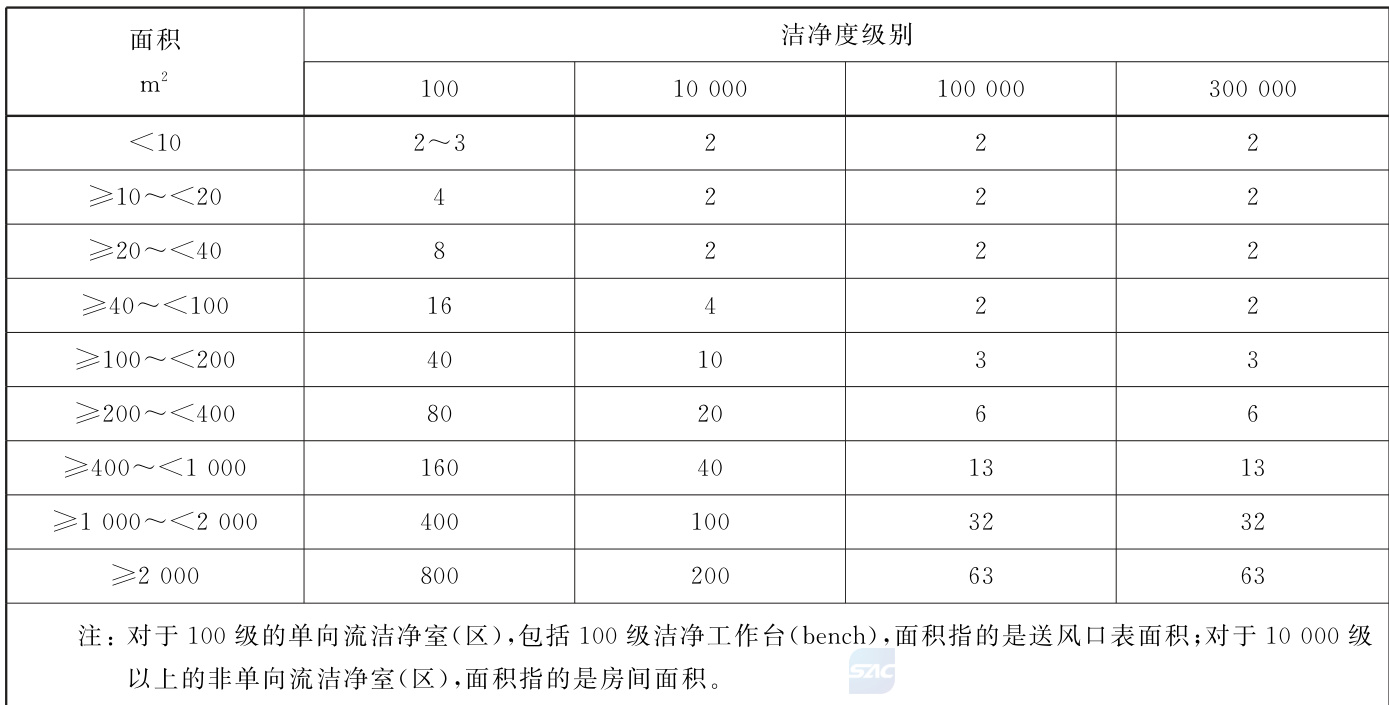 面积
m²
洁净度级别
100 10 000 100 000 300 000
<10 2～3 2 2 2
≥10～<20 4 2 2 2
≥20～<40 8 2 2 2
≥40～<100 16 4 2 2
≥100～<200 40 10 3 3
≥200～<400 80 20 6 6
≥400～<1 000 160 40 13 13
≥1 000～<2 000 400 100 32 32
≥2 000 800 200 63 63
注：对于 100 级的单向流洁净室(区)，包括 100 级洁净工作台(bench)，面积指的是送风口表面积；对于 10 000 级
以上的非单向流洁净室(区)，面积指的是房间面积。
SAC